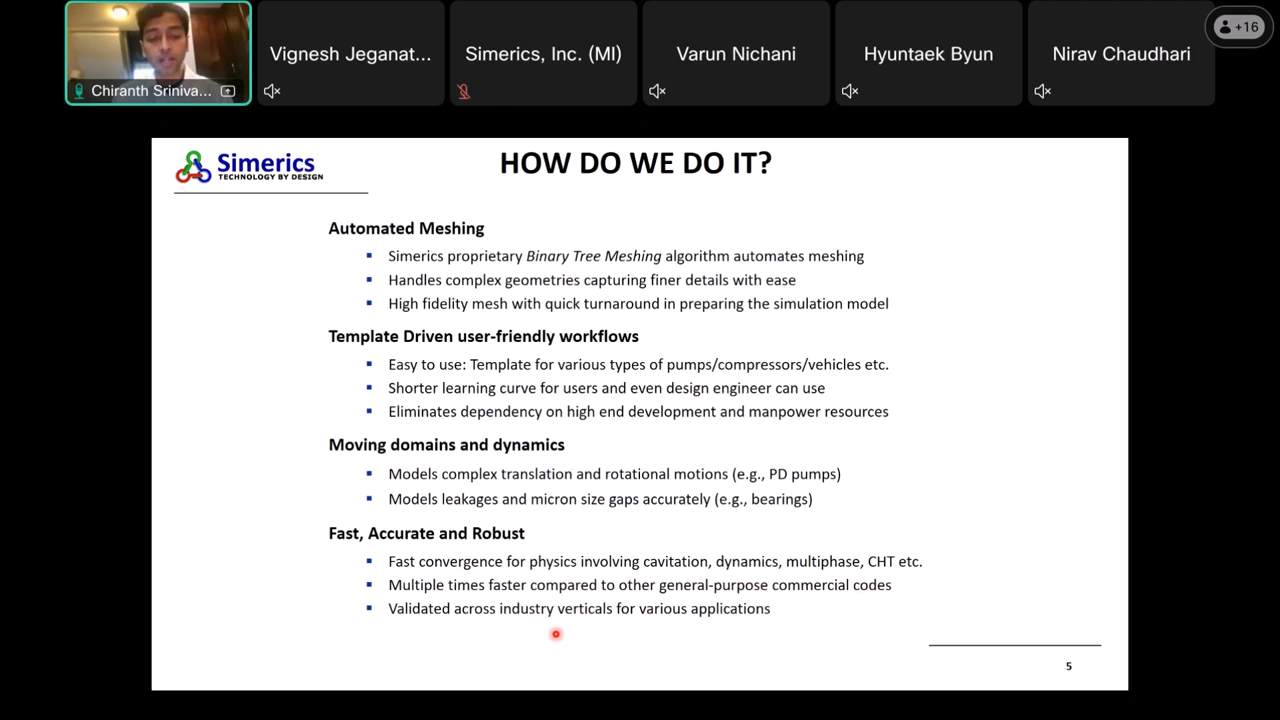 Chiranth Sriniva...
Vignesh Jeganat...
Simerics, Inc. (MI)
Varun Nichani
Hyuntaek Byun
Nirav Chaudhari
+16
Simerics
TECHNOLOGY BY DESIGN
HOW DO WE DO IT?
Automated Meshing
▪ Simerics proprietary Binary Tree Meshing algorithm automates meshing
▪ Handles complex geometries capturing finer details with ease
▪ High fidelity mesh with quick turnaround in preparing the simulation model
Template Driven user-friendly workflows
▪ Easy to use: Template for various types of pumps/compressors/vehicles etc.
▪ Shorter learning curve for users and even design engineer can use
▪ Eliminates dependency on high end development and manpower resources
Moving domains and dynamics
▪ Models complex translation and rotational motions (e.g., PD pumps)
▪ Models leakages and micron size gaps accurately (e.g., bearings)
Fast, Accurate and Robust
▪ Fast convergence for physics involving cavitation, dynamics, multiphase, CHT etc.
▪ Multiple times faster compared to other general-purpose commercial codes
▪ Validated across industry verticals for various applications
5